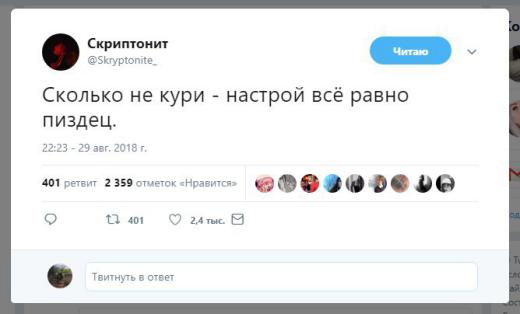 Скриптонит
@Skryptonite_
Читаю
Сколько не кури - настрой всё равно
пиздец.
22:23 - 29 авг. 2018 г.
401 ретвит 2 359 отметок «Нравится»
401 2,4 тыс.
Твитнуть в ответ